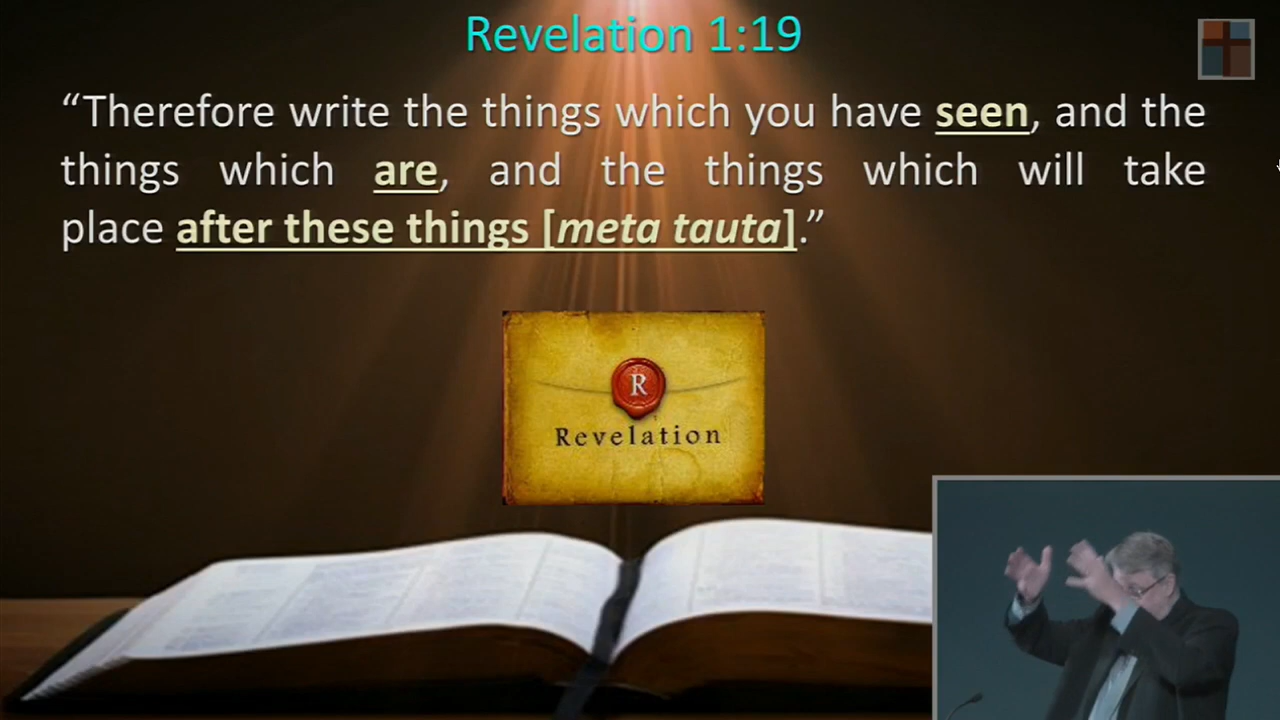 Revelation 1:19
“Therefore write the things which you have seen, and the
things which are, and the things which will take
place after these things [meta tauta].”
R
Revelation